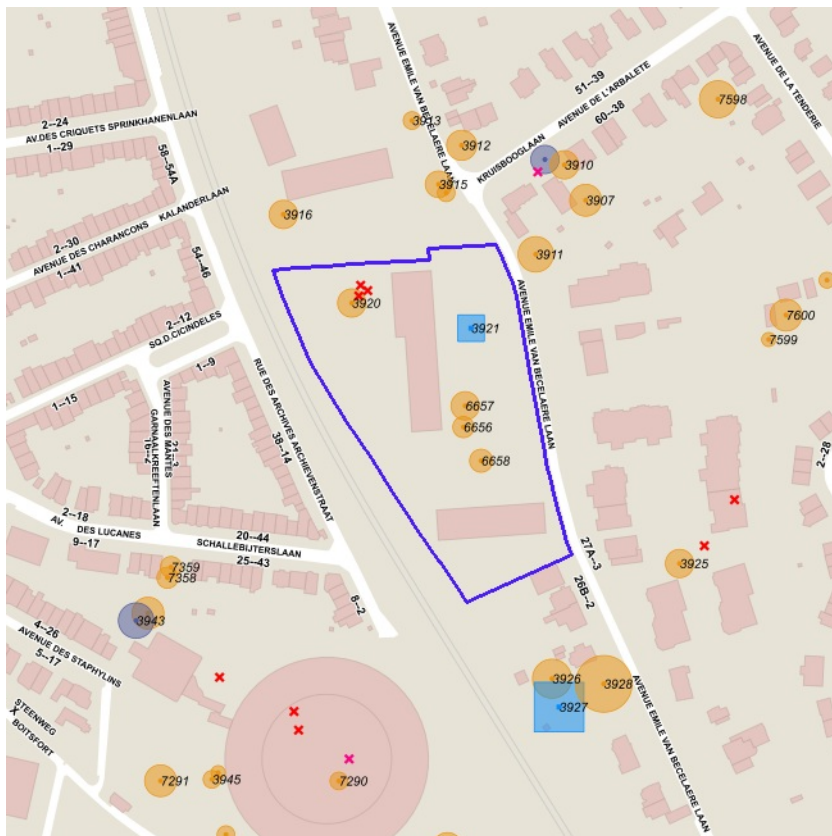 AVENUE EMILE VAN BECELAERE LAAN
AVENUE DE LA TENDERIE
51--39
AVENUE DE L'ARBALETE
KRUISBOOGLAAN
60--38
7598
2--24
AV.DES CRIQUETS SPRINKHANENLAAN
1--29
58--54A
3913
3912
3910
3915
3907
3916
2--30
AVENUE DES CHARANCONS KALANDERLAAN
1--41
54--46
3911
3920
3921
AVENUE EMILE VAN BECELAERE LAAN
7600
7599
2--12
SQ.D.CICINDELES
1--9
1--15
RUE DES ARCHIVES ARCHIEVENSTRAAT
38--14
21--3
AVENUE DES MANTES
GARNAALKREEFTENLAAN
16--2
6657
6656
6658
2--28
2--18
AV. DES LUCANES
9--17
20--44
SCHALLEBIJTERSLAAN
25--43
27A--3
26B--2
3925
7359
7358
8--2
3943
4--26
AVENUE DES STAPHYLINS
5--17
3926
3928
3927
AVENUE EMILE VAN BECELAERE LAAN
STEENWEG
X
BOITSFORT
7291
3945
7290